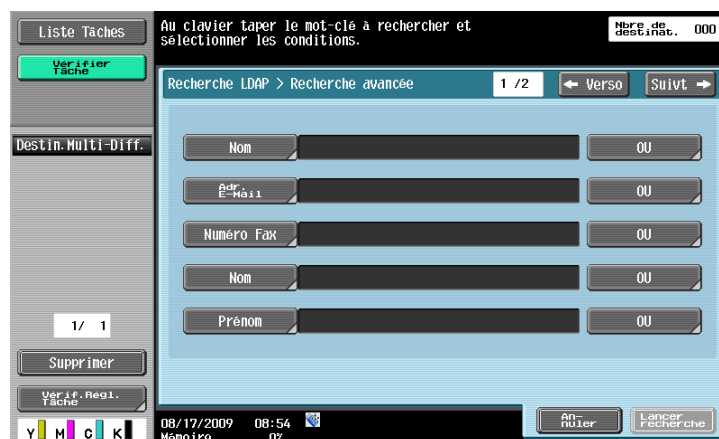 Liste Tâches
Au clavier taper le mot-clé à rechercher et
sélectionner les conditions.
Nbre de
destinat. 000
Vérifier
Tâche
Recherche LDAP > Recherche avancée 1 /2 ← Verso Suivt →
Destin.Multi-Diff.
Nom OU
Adr.
E-Mail OU
Numéro Fax OU
Nom OU
Prénom OU
1/ 1
Supprimer
Vérif.Régl.
Tâche
An-
nuler
Lancer
recherche
08/17/2009 08:54
Mémoire 0%
Y M C K